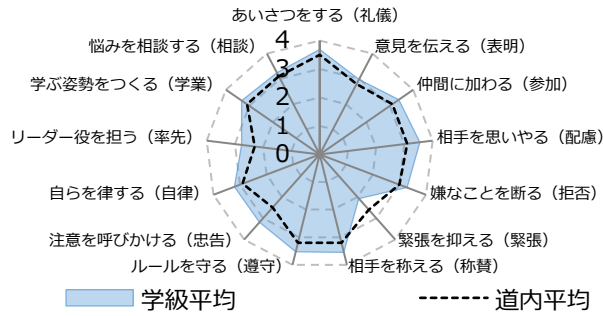 あいさつをする（礼儀）
意見を伝える（表明）
仲間に加わる（参加）
相手を思いやる（配慮）
嫌なことを断る（拒否）
緊張を抑える（緊張）
相手を称える（称賛）
ルールを守る（遵守）
注意を呼びかける（忠告）
自らを律する（自律）
リーダー役を担う（率先）
学ぶ姿勢をつくる（学業）
悩みを相談する（相談）
4
3
2
1
0
学級平均
道内平均